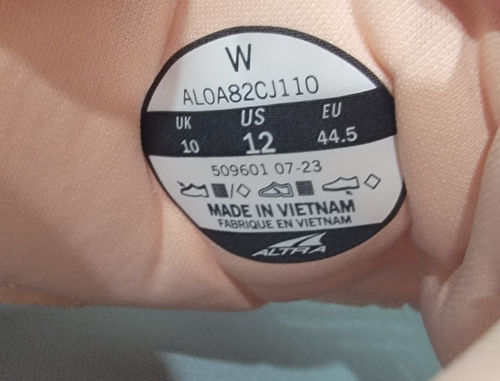 W
AL0A82CJ110
UK US EU
10 12 44.5
509601 07-23
MADE IN VIETNAM
FABRIQUE EN VIETNAM
ALTRA